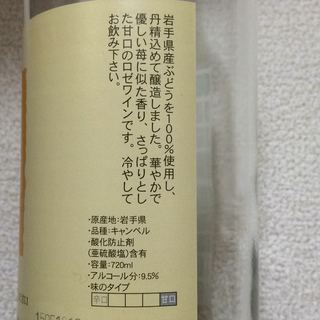 岩手県産ぶどうを100%使用し、
丹精込めて醸造しました。華やかで
優しい苺に似た香り、さっぱりとし
た甘口のロゼワインです。冷やして
お飲み下さい。
・原産地:岩手県
・品種:キャンベル
・酸化防止剤
(亜硫酸塩)含有
・容量:720ml
・アルコール分:9.5%
・味のタイプ
辛口 甘口